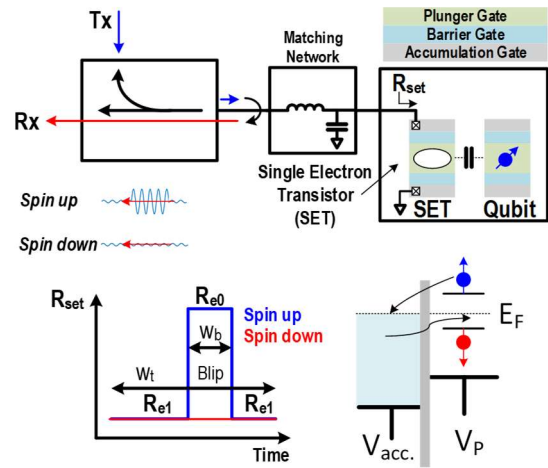 Tx
Rx
Matching
Network
Plunger Gate
Barrier Gate
Accumulation Gate
Rset
Single Electron
Transistor
(SET)
SET
Qubit
Spin up
Spin down
Rset
Re0
Spin up
Spin down
Wb
Wt
Blip
Re1
Re1
Time
EF
Vacc.
VP